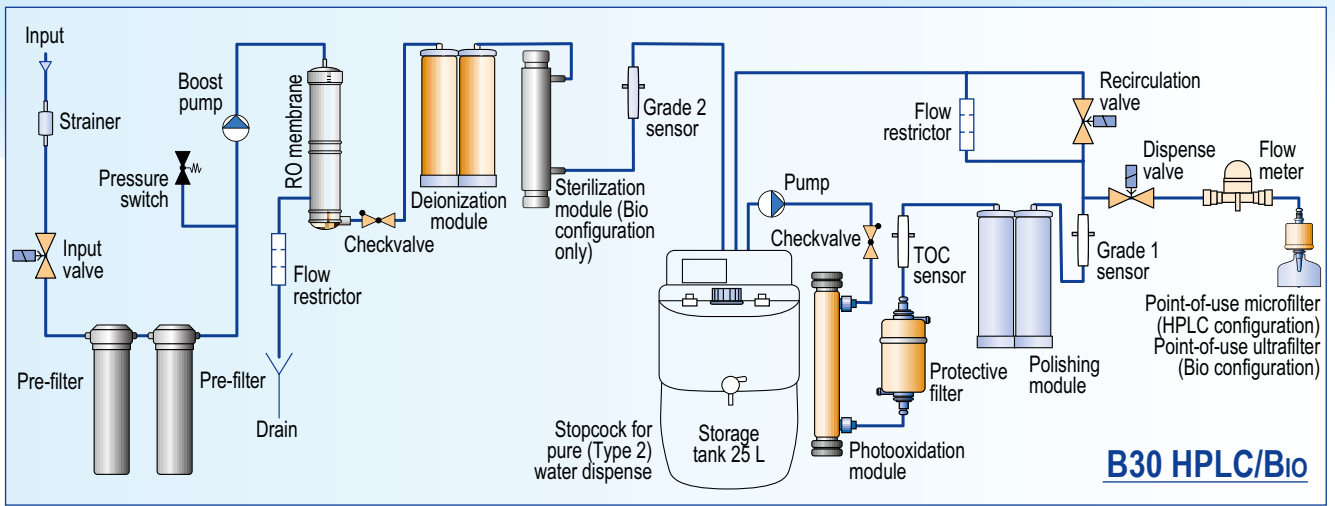 Input
Strainer
Boost
pump
Pressure
switch
Input
valve
Pre-filter
Pre-filter
RO membrane
Flow
restrictor
Drain
Checkvalve
Deionization
module
Sterilization
module (Bio
configuration
only)
Grade 2
sensor
Stopcock for
pure (Type 2)
water dispense
Storage
tank 25 L
Pump
Checkvalve
Photooxidation
module
TOC
sensor
Protective
filter
Polishing
module
Flow
restrictor
Recirculation
valve
Grade 1
sensor
Dispense
valve
Flow
meter
Point-of-use microfilter
(HPLC configuration)
Point-of-use ultrafilter
(Bio configuration)
B30 HPLC/BIO